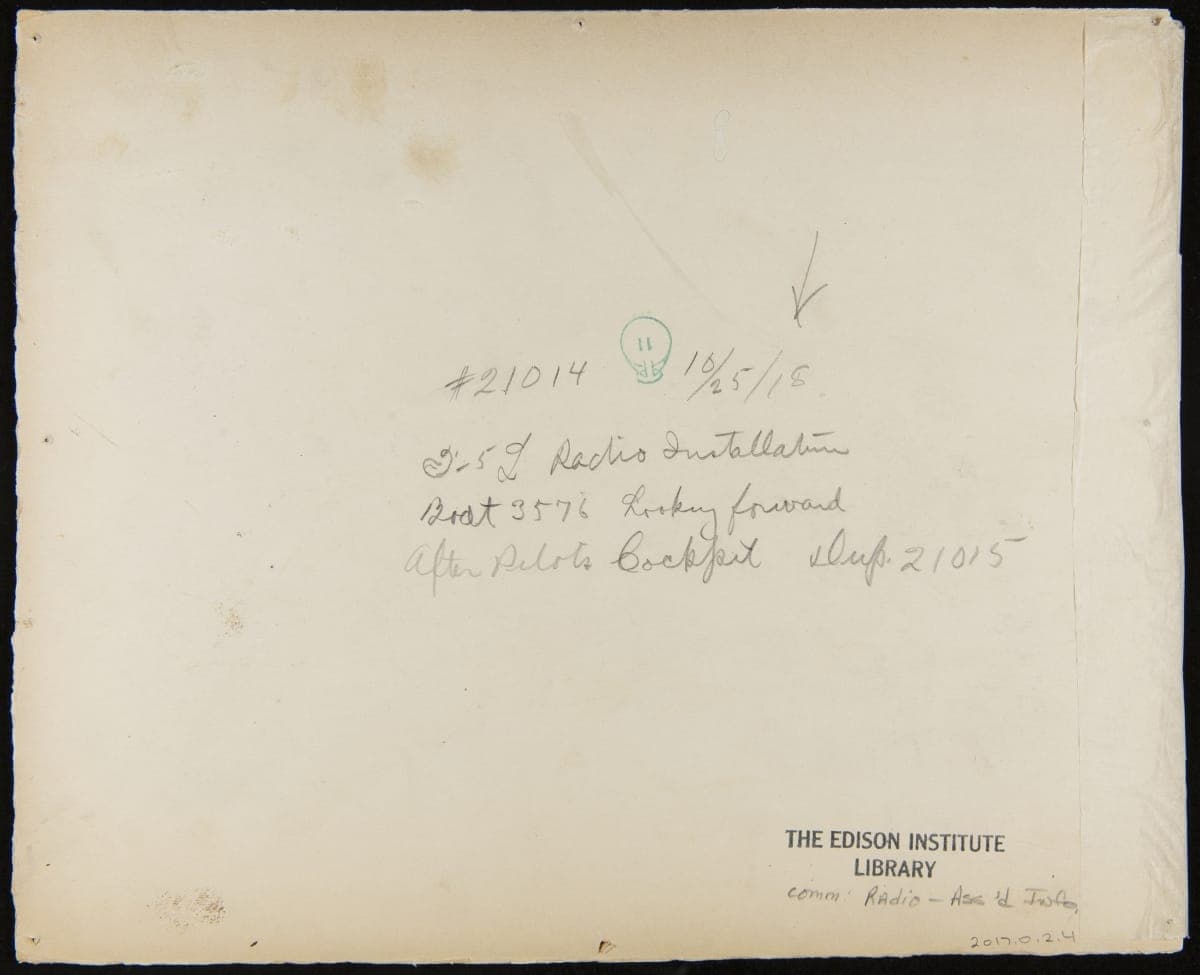 #21014 11 10/25/18
F-5 L Radio Installation
Boat 3576 Looking forward
After Pilots Cockpit Dup. 21015
THE EDISON INSTITUTE
LIBRARY
comm: Radio - Ass'd Info.
2017.0.2.4